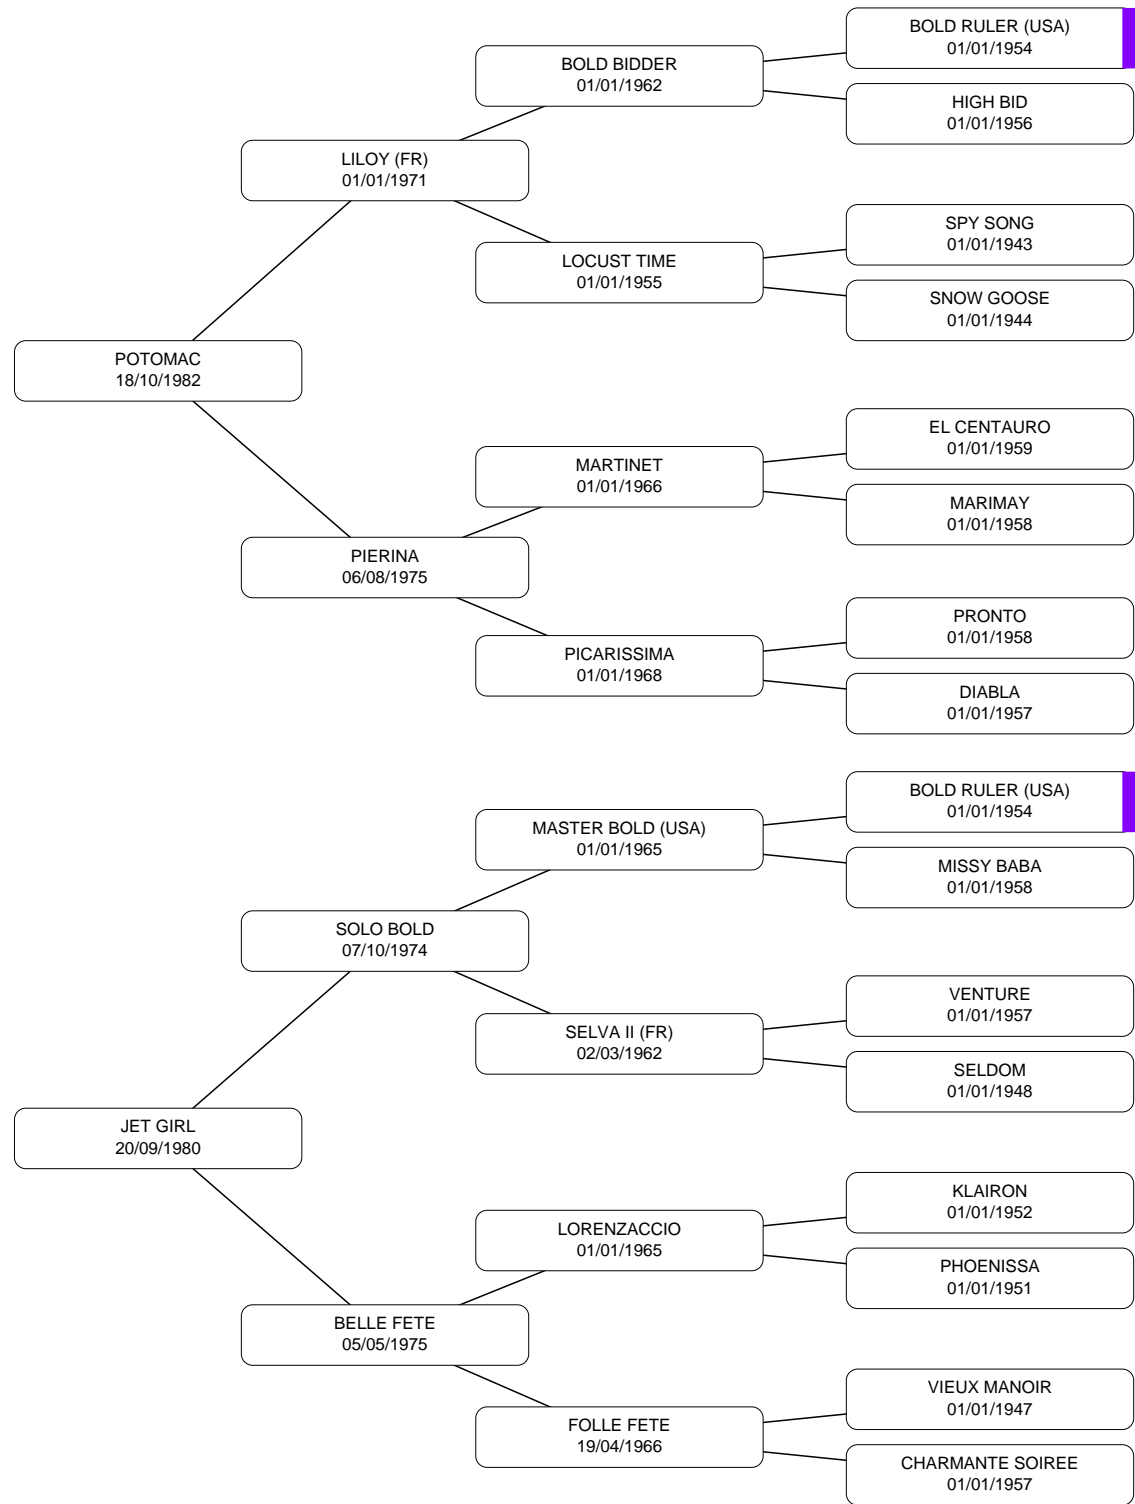 BOLD RULER (USA)
01/01/1954
BOLD BIDDER
01/01/1962
HIGH BID
01/01/1956
LILOY (FR)
01/01/1971
SPY SONG
01/01/1943
LOCUST TIME
01/01/1955
SNOW GOOSE
01/01/1944
POTOMAC
18/10/1982
EL CENTAURO
01/01/1959
MARTINET
01/01/1966
MARIMAY
01/01/1958
PIERINA
06/08/1975
PRONTO
01/01/1958
PICARISSIMA
01/01/1968
DIABLA
01/01/1957
BOLD RULER (USA)
01/01/1954
MASTER BOLD (USA)
01/01/1965
MISSY BABA
01/01/1958
SOLO BOLD
07/10/1974
VENTURE
01/01/1957
SELVA II (FR)
02/03/1962
SELDOM
01/01/1948
JET GIRL
20/09/1980
KLAIRON
01/01/1952
LORENZACCIO
01/01/1965
PHOENISSA
01/01/1951
BELLE FETE
05/05/1975
VIEUX MANOIR
01/01/1947
FOLLE FETE
19/04/1966
CHARMANTE SOIREE
01/01/1957